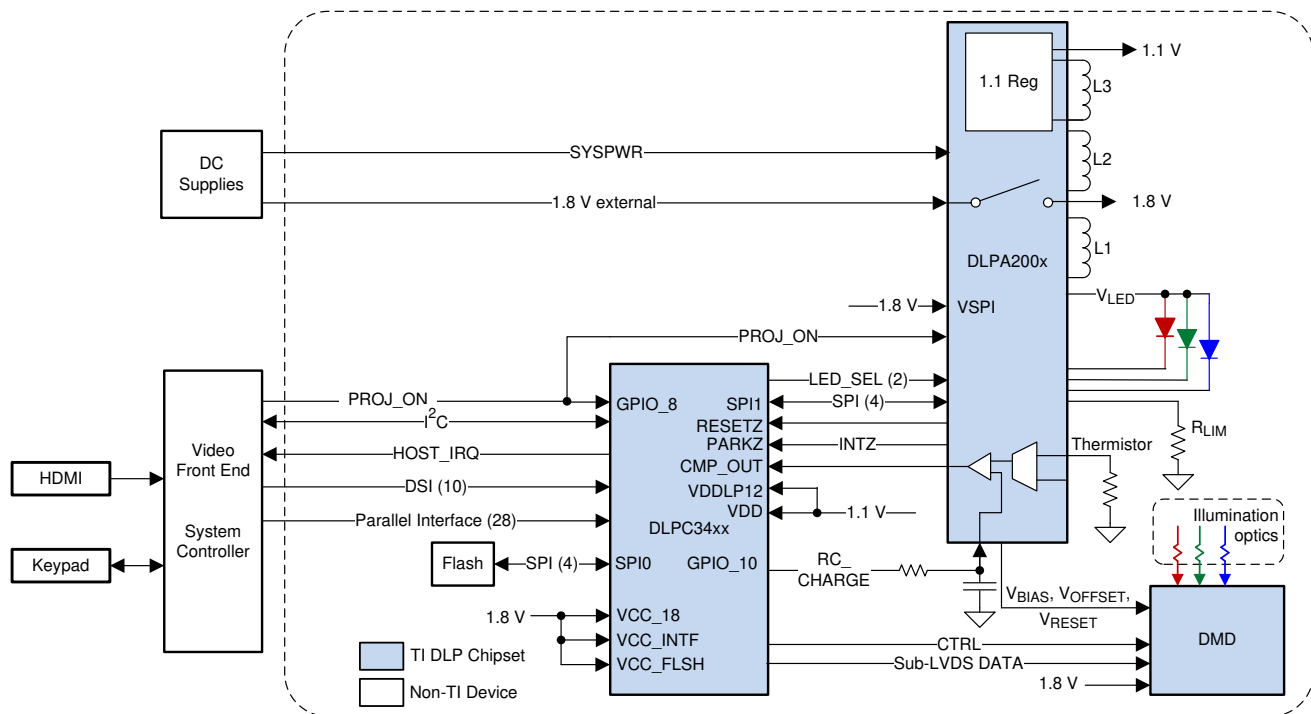 1.1 V
1.1 Reg
L3
DC
Supplies
SYSPWR
L2
1.8 V external
1.8 V
L1
DLPA200x
VLED
1.8 V
VSPI
PROJ_ON
LED_SEL (2)
PROJ_ON
GPIO_8
SPI1
SPI (4)
I2C
RESETZ
RLIM
Video
Front End
HOST_IRQ
PARKZ
INTZ
Thermistor
HDMI
CMP_OUT
DSI (10)
VDDLP12
Parallel Interface (28)
VDD
1.1 V
System
Controller
DLPC34xx
Illumination
optics
Keypad
Flash
SPI (4)
SPI0
GPIO_10
RC_
CHARGE
VBIAS, VOFFSET,
VRESET
1.8 V
VCC_18
VCC_INTF
VCC_FLSH
CTRL
Sub-LVDS DATA
1.8 V
DMD
TI DLP Chipset
Non-TI Device